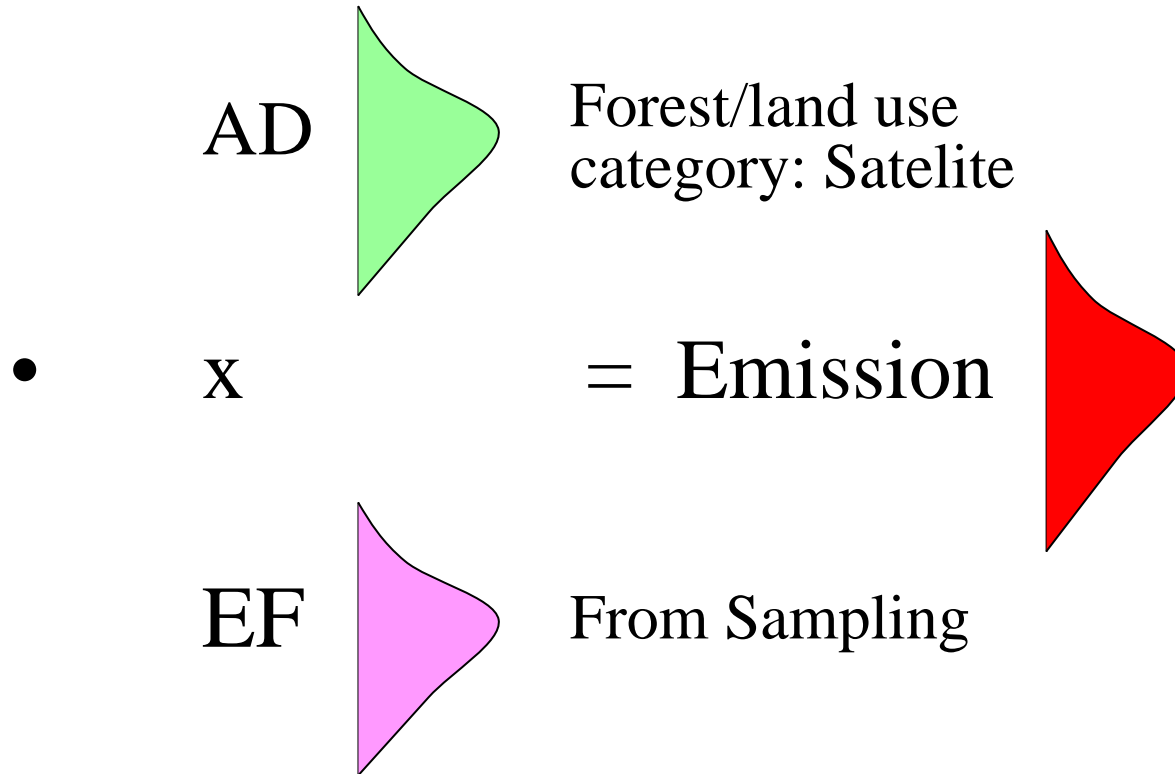 AD
Forest/land use
category: Satelite
• x = Emission
EF
From Sampling